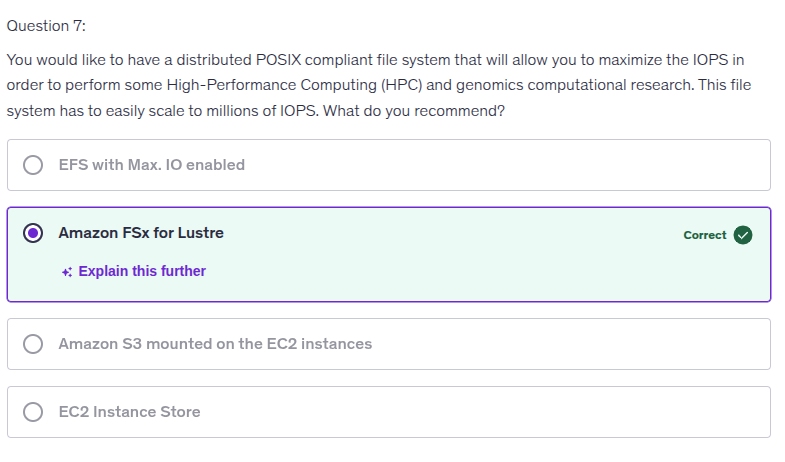 Question 7:
You would like to have a distributed POSIX compliant file system that will allow you to maximize the IOPS in
order to perform some High-Performance Computing (HPC) and genomics computational research. This file
system has to easily scale to millions of IOPS. What do you recommend?
EFS with Max. IO enabled
Amazon FSx for Lustre
Correct
Explain this further
Amazon S3 mounted on the EC2 instances
EC2 Instance Store